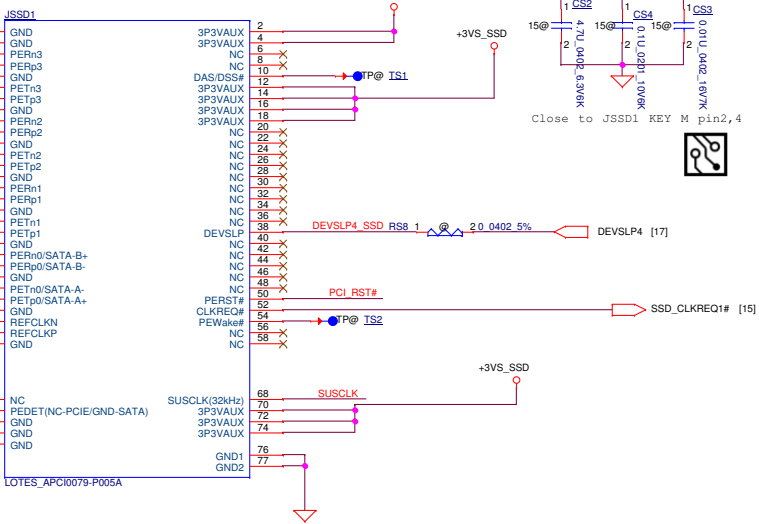 JSSD1
GND 3P3VAUX 2
GND 3P3VAUX 4
PERn3 NC 6
PERp3 NC 8
GND DAS/DSS# 10 TP@ TS1
PETn3 3P3VAUX 12
PETp3 3P3VAUX 14
GND 3P3VAUX 16
PERn2 3P3VAUX 18
PERp2 NC 20
GND NC 22
PETn2 NC 24
PETp2 NC 26
GND NC 28
PERn1 NC 30
PERp1 NC 32
GND NC 34
PETn1 NC 36
PETp1 DEVSLP 38 DEVSLP4_SSD RS8 1 @ 2 0_0402_5% DEVSLP4 [17]
GND NC 40
PERn0/SATA-B+ NC 42
PERp0/SATA-B- NC 44
GND NC 46
PETn0/SATA-A- NC 48
PETp0/SATA-A+ PERST# 50 PCI_RST#
GND CLKREQ# 52 SSD_CLKREQ1# [15]
REFCLKN PEWake# 54 TP@ TS2
REFCLKP NC 56
GND NC 58
NC SUSCLK(32kHz) 68 SUSCLK
PEDET(NC-PCIE/GND-SATA) 3P3VAUX 70
GND 3P3VAUX 72
GND 3P3VAUX 74
GND
GND1 76
GND2 77
LOTES_APCI0079-P005A
+3VS_SSD
+3VS_SSD
1 CS2
15@
2
4.7U_0402_6.3V6K
1 CS4
15@
2
0.1U_0201_10V6K
1 CS3
15@
2
0.01U_0402_16V7K
Close to JSSD1 KEY M pin2,4